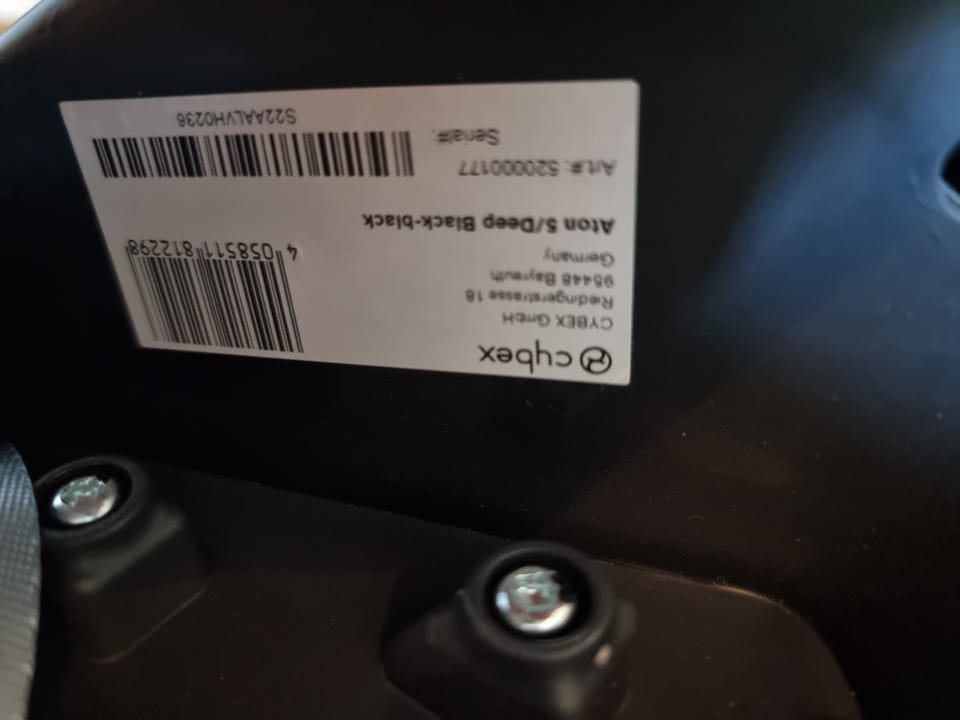 cybex
CYBEX GmbH
Riedingerstrasse 18
95448 Bayreuth
Germany
4 058511 812298
Aton 5/Deep Black-black
Art.#: 520000177
Serial#:
S22AALVH0236